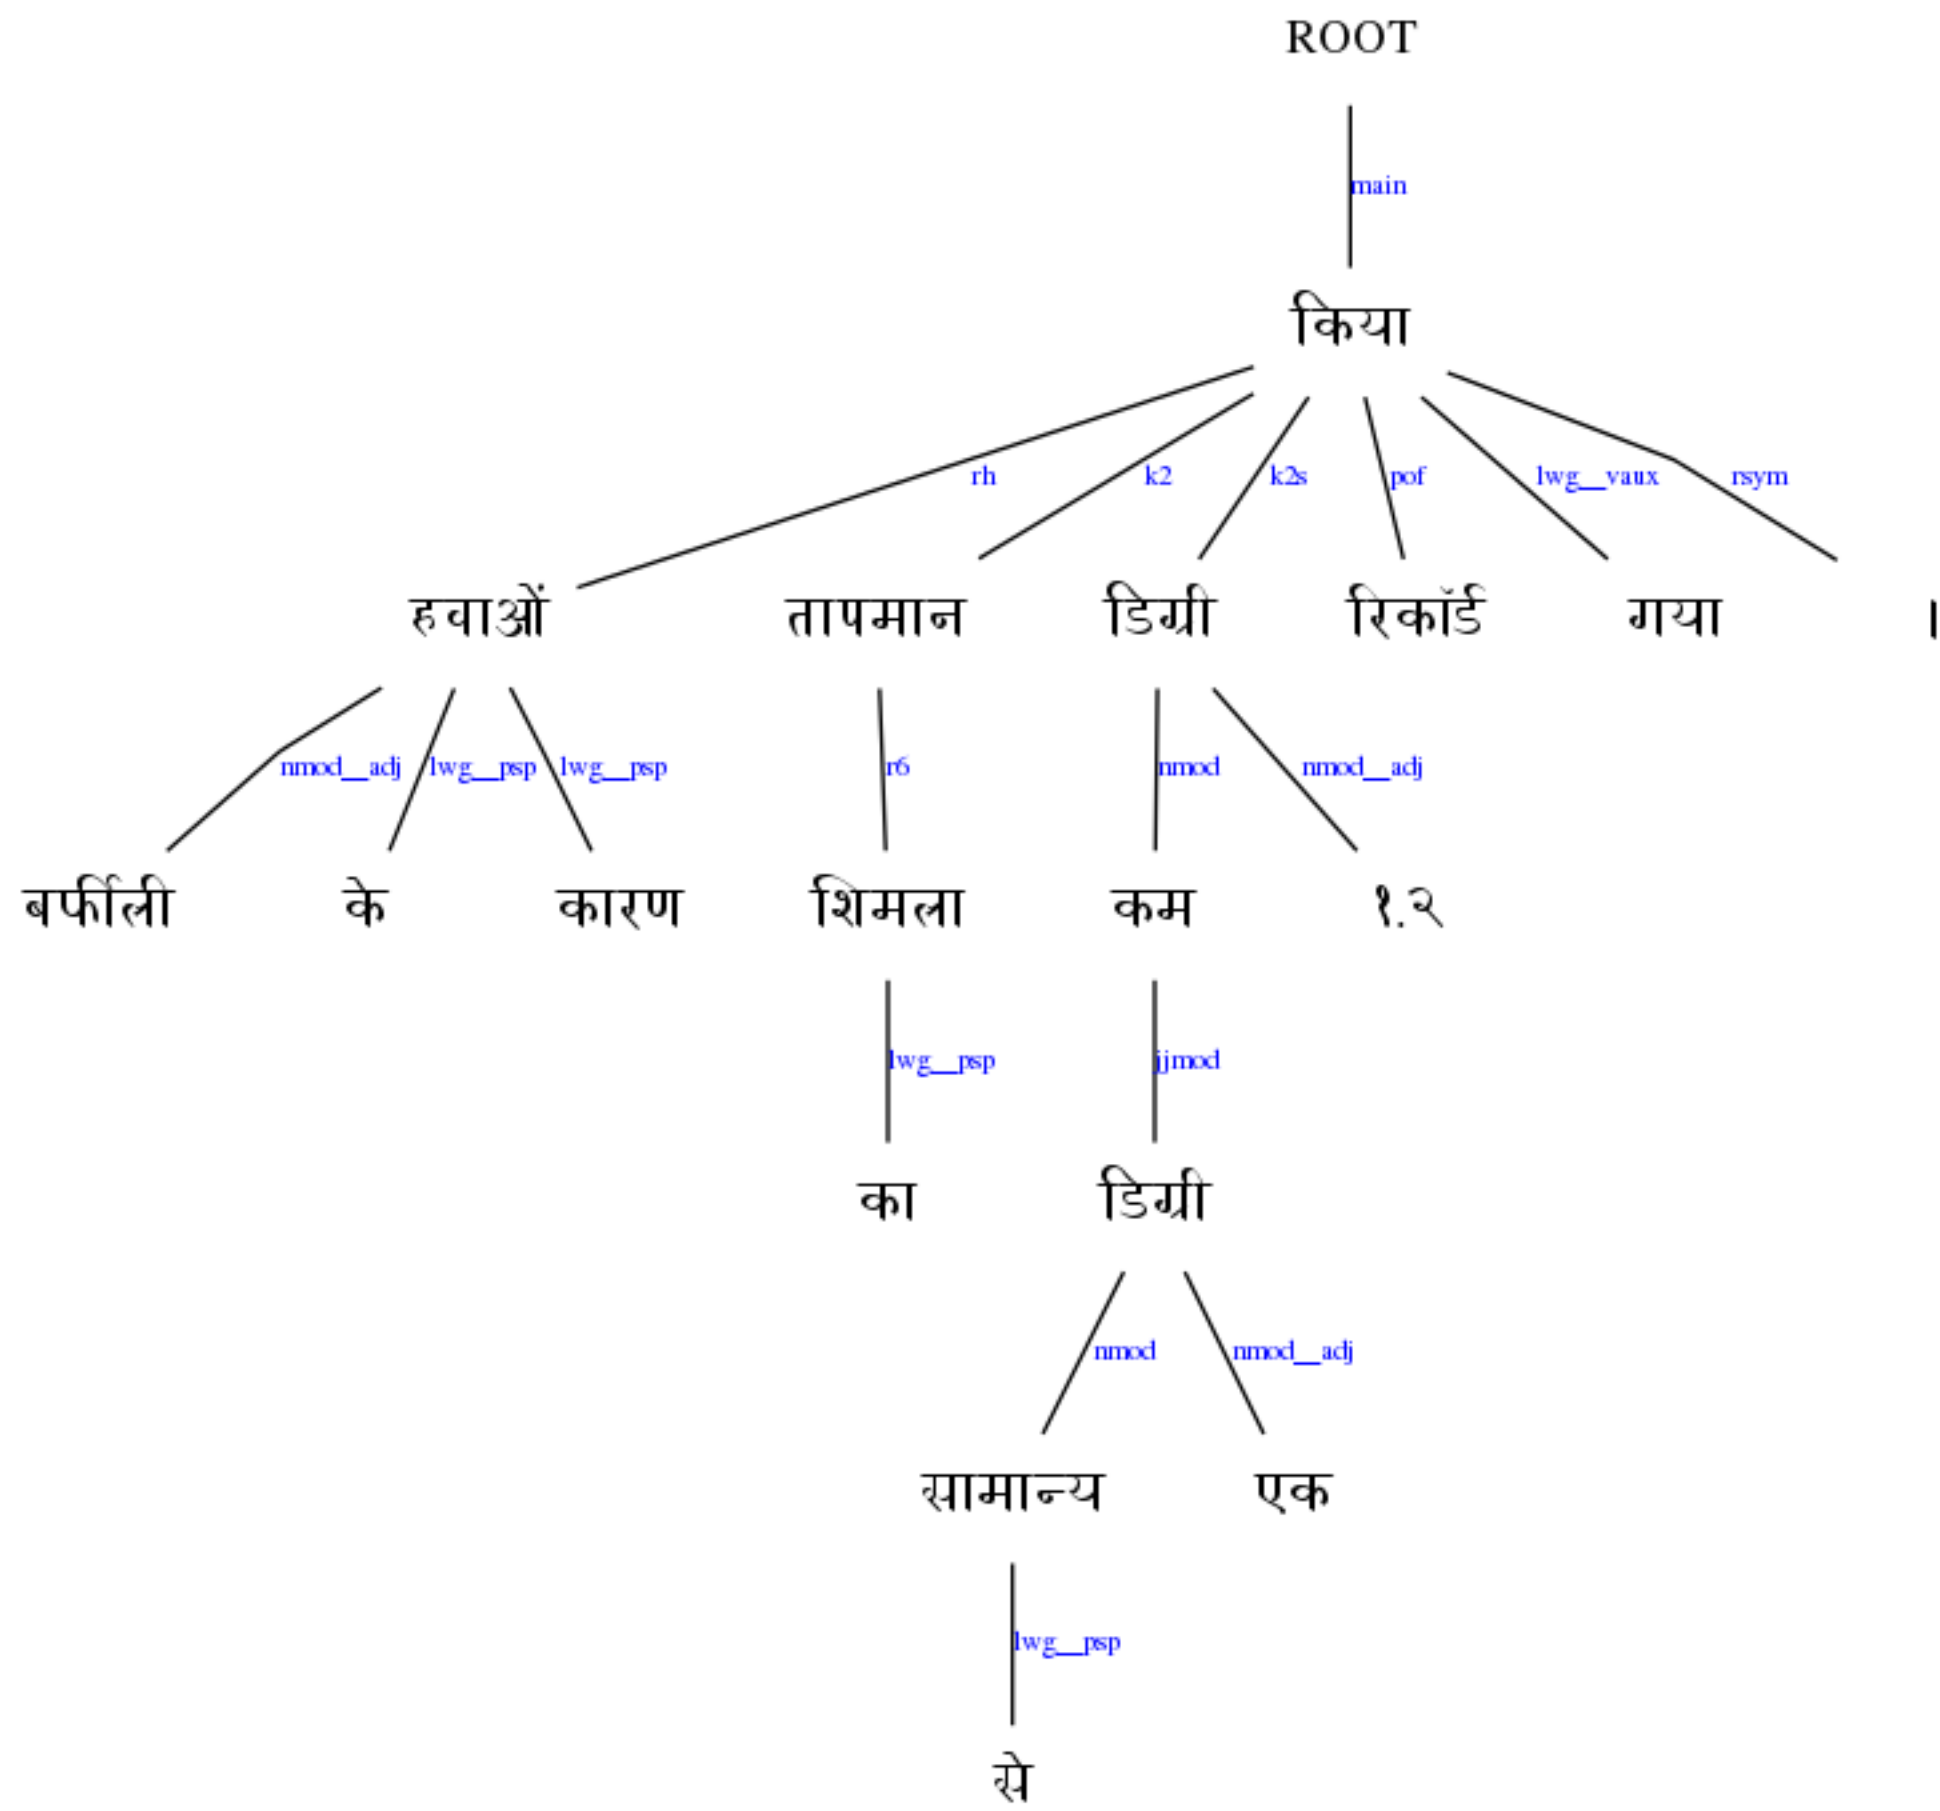 ROOT
main
किया
rh k2 k2s pof lwg__vaux rsym
हवाओं तापमान डिग्री रिकॉर्ड गया ।
nmod__adj lwg__psp lwg__psp r6 nmod nmod__adj
बर्फीली के कारण शिमला कम १.२
lwg__psp jjmod
का डिग्री
nmod nmod__adj
सामान्य एक
lwg__psp
से